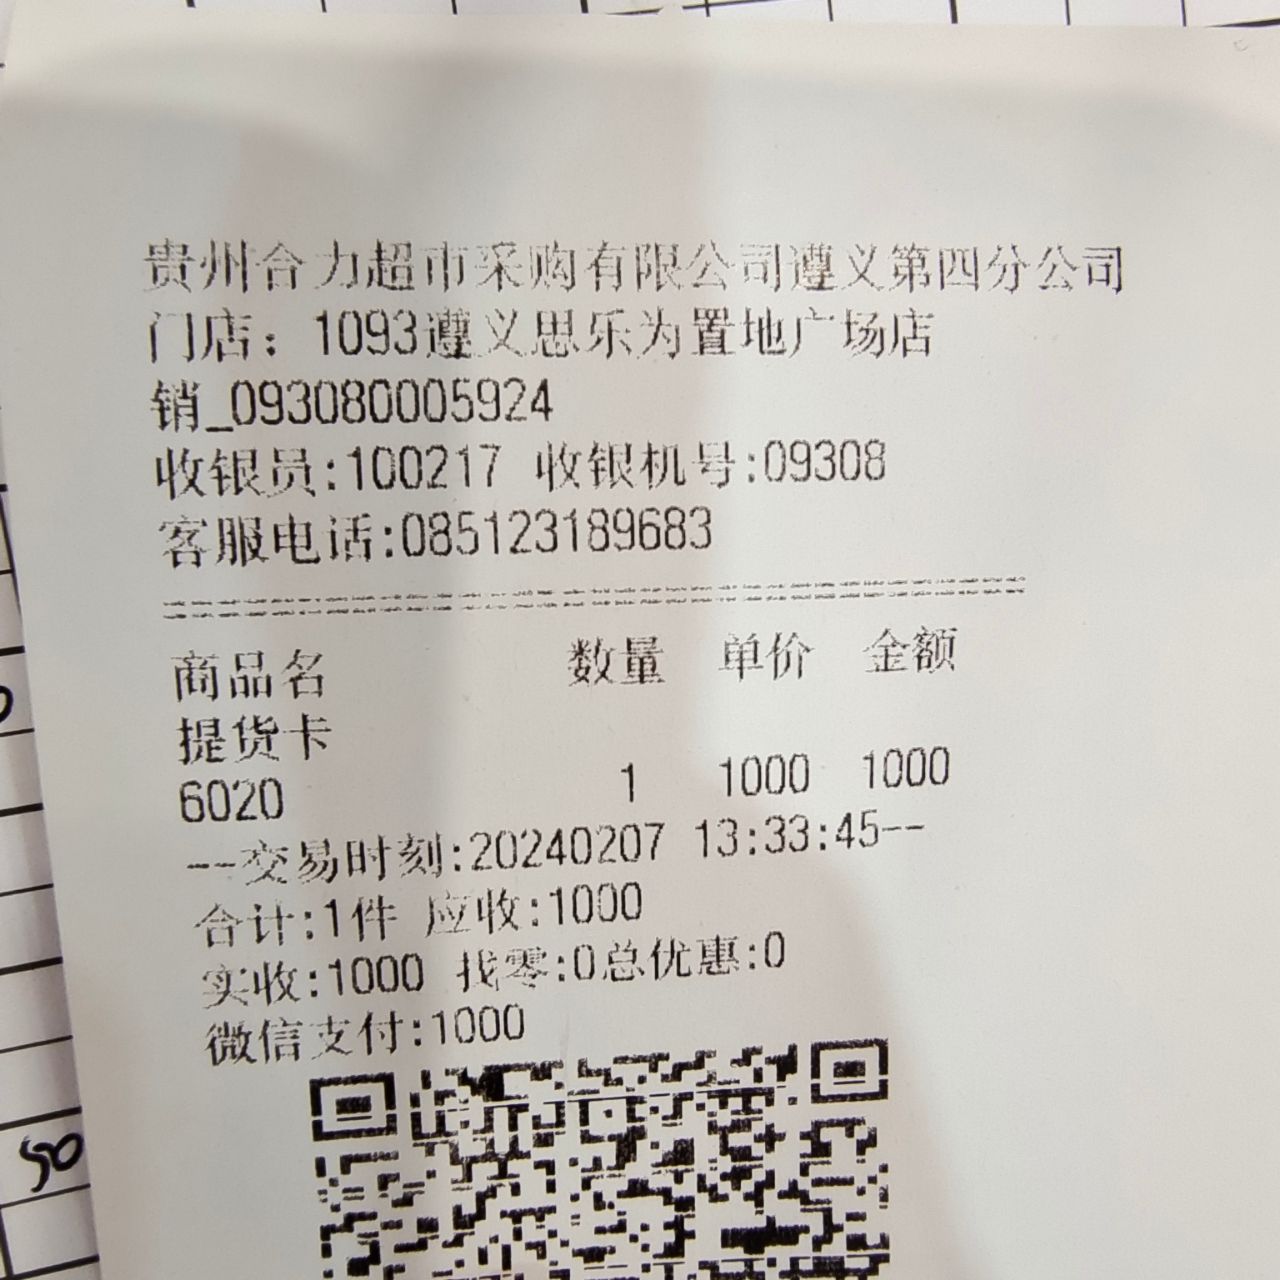 贵州合力超市采购有限公司遵义第四分公司
门店：1093遵义思乐为置地广场店
销_093080005924
收银员:100217 收银机号:09308
客服电话:085123189683
商品名 数量 单价 金额
提货卡
6020 1 1000 1000
--交易时刻:20240207 13:33:45--
合计:1件 应收:1000
实收:1000 找零:0总优惠:0
微信支付:1000
50